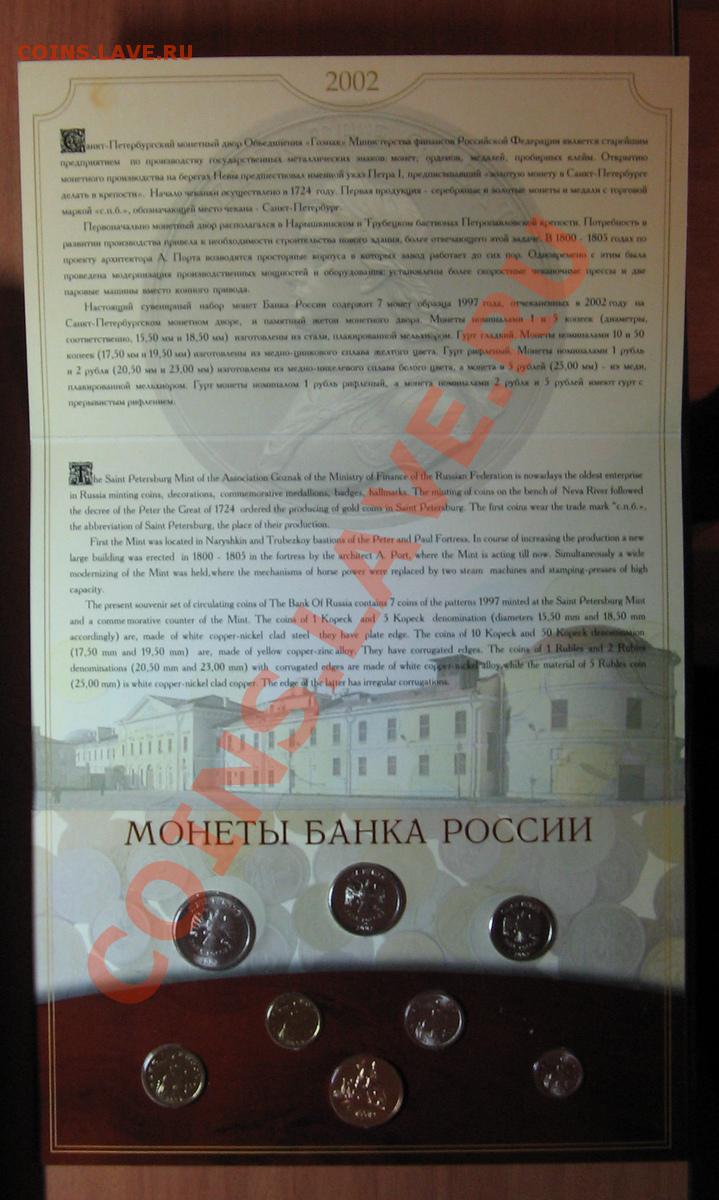 COINS.LAVE.RU
2002
Санкт-Петербургский монетный двор Объединения «Гознак» Министерства финансов Российской Федерации является старейшим
предприятием по производству государственных металлических знаков: монет, орденов, медалей, пробирных клейм. Открытию
монетного производства на берегах Невы предшествовал именной указ Петра I, предписывавший «золотую монету в Санкт-Петербурге
делать в крепости». Начало чеканки осуществлено в 1724 году. Первая продукция - серебряные и золотые монеты и медали с торговой
маркой «с.п.б.», обозначающей место чекана - Санкт-Петербург.
Первоначально монетный двор располагался в Нарышкинском и Трубецком бастионах Петропавловской крепости. Потребность в
развитии производства привела к необходимости строительства нового здания, более отвечающего этой задаче. В 1800 - 1805 годах по
проекту архитектора А. Порта возводятся просторные корпуса в которых завод работает до сих пор. Одновременно с этим была
проведена модернизация производственных мощностей и оборудования: установлены более скоростные чеканочные прессы и две
паровые машины вместо конного привода.
Настоящий сувенирный набор монет Банка России содержит 7 монет образца 1997 года, отчеканенных в 2002 году на
Санкт-Петербургском монетном дворе, и памятный жетон монетного двора. Монеты номиналами 1 и 5 копеек (диаметры,
соответственно, 15,50 мм и 18,50 мм) изготовлены из стали, плакированной мельхиором. Гурт гладкий. Монеты номиналами 10 и 50
копеек (17,50 мм и 19,50 мм) изготовлены из медно-цинкового сплава желтого цвета. Гурт рифленый. Монеты номиналами 1 рубль
и 2 рубля (20,50 мм и 23,00 мм) изготовлены из медно-никелевого сплава белого цвета, а монета в 5 рублей (25,00 мм) - из меди,
плакированной мельхиором. Гурт монеты номиналом 1 рубль рифленый, а монета номиналами 2 рубля и 5 рублей имеют гурт с
прерывистым рифлением.
The Saint Petersburg Mint of the Association Goznak of the Ministry of Finance of the Russian Federation is nowadays the oldest enterprise
in Russia minting coins, decorations, commemorative medallions, badges, hallmarks. The minting of coins on the bench of Neva River followed
the decree of the Peter the Great of 1724 ordered the producing of gold coins in Saint Petersburg. The first coins wear the trade mark "с.п.б.»,
the abbreviation of Saint Petersburg, the place of their production.
First the Mint was located in Naryshkin and Trubezkoy bastions of the Peter and Paul Fortress. In course of increasing the production a new
large building was erected in 1800 - 1805 in the fortress by the architect A. Port, where the Mint is acting till now. Simultaneously a wide
modernizing of the Mint was held,where the mechanisms of horse power were replaced by two steam machines and stamping-presses of high
capacity.
The present souvenir set of circulating coins of The Bank Of Russia contains 7 coins of the patterns 1997 minted at the Saint Petersburg Mint
and a commemorative counter of the Mint. The coins of 1 Kopeck and 5 Kopeck denomination (diameters 15,50 mm and 18,50 mm
accordingly) are, made of white copper-nickel clad steel they have plate edge. The coins of 10 Kopeck and 50 Kopeck denomination
(17,50 mm and 19,50 mm) are, made of yellow copper-zinc alloy. They have corrugated edges. The coins of 1 Rubles and 2 Rubles
denominations (20,50 mm and 23,00 mm) with corrugated edges are made of white copper-nickel alloy,while the material of 5 Rubles coin
(25,00 mm) is white copper-nickel clad copper. The edge of the latter has irregular corrugations.
МОНЕТЫ БАНКА РОССИИ
COINS.LAVE.RU